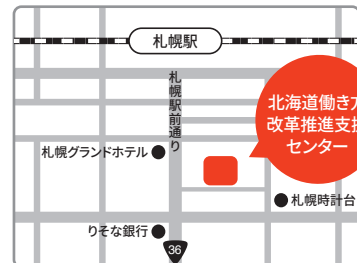 札幌駅
札幌駅前通り
北海道働き方
改革推進支援
センター
札幌グランドホテル
札幌時計台
りそな銀行
36